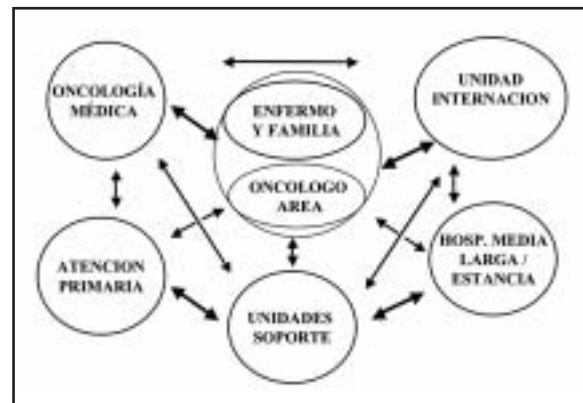 ONCOLOGÍA
MÉDICA
ENFERMO
Y FAMILIA
UNIDAD
INTERNACION
ONCOLOGO
AREA
ATENCION
PRIMARIA
UNIDADES
SOPORTE
HOSP. MEDIA
LARGA /
ESTANCIA